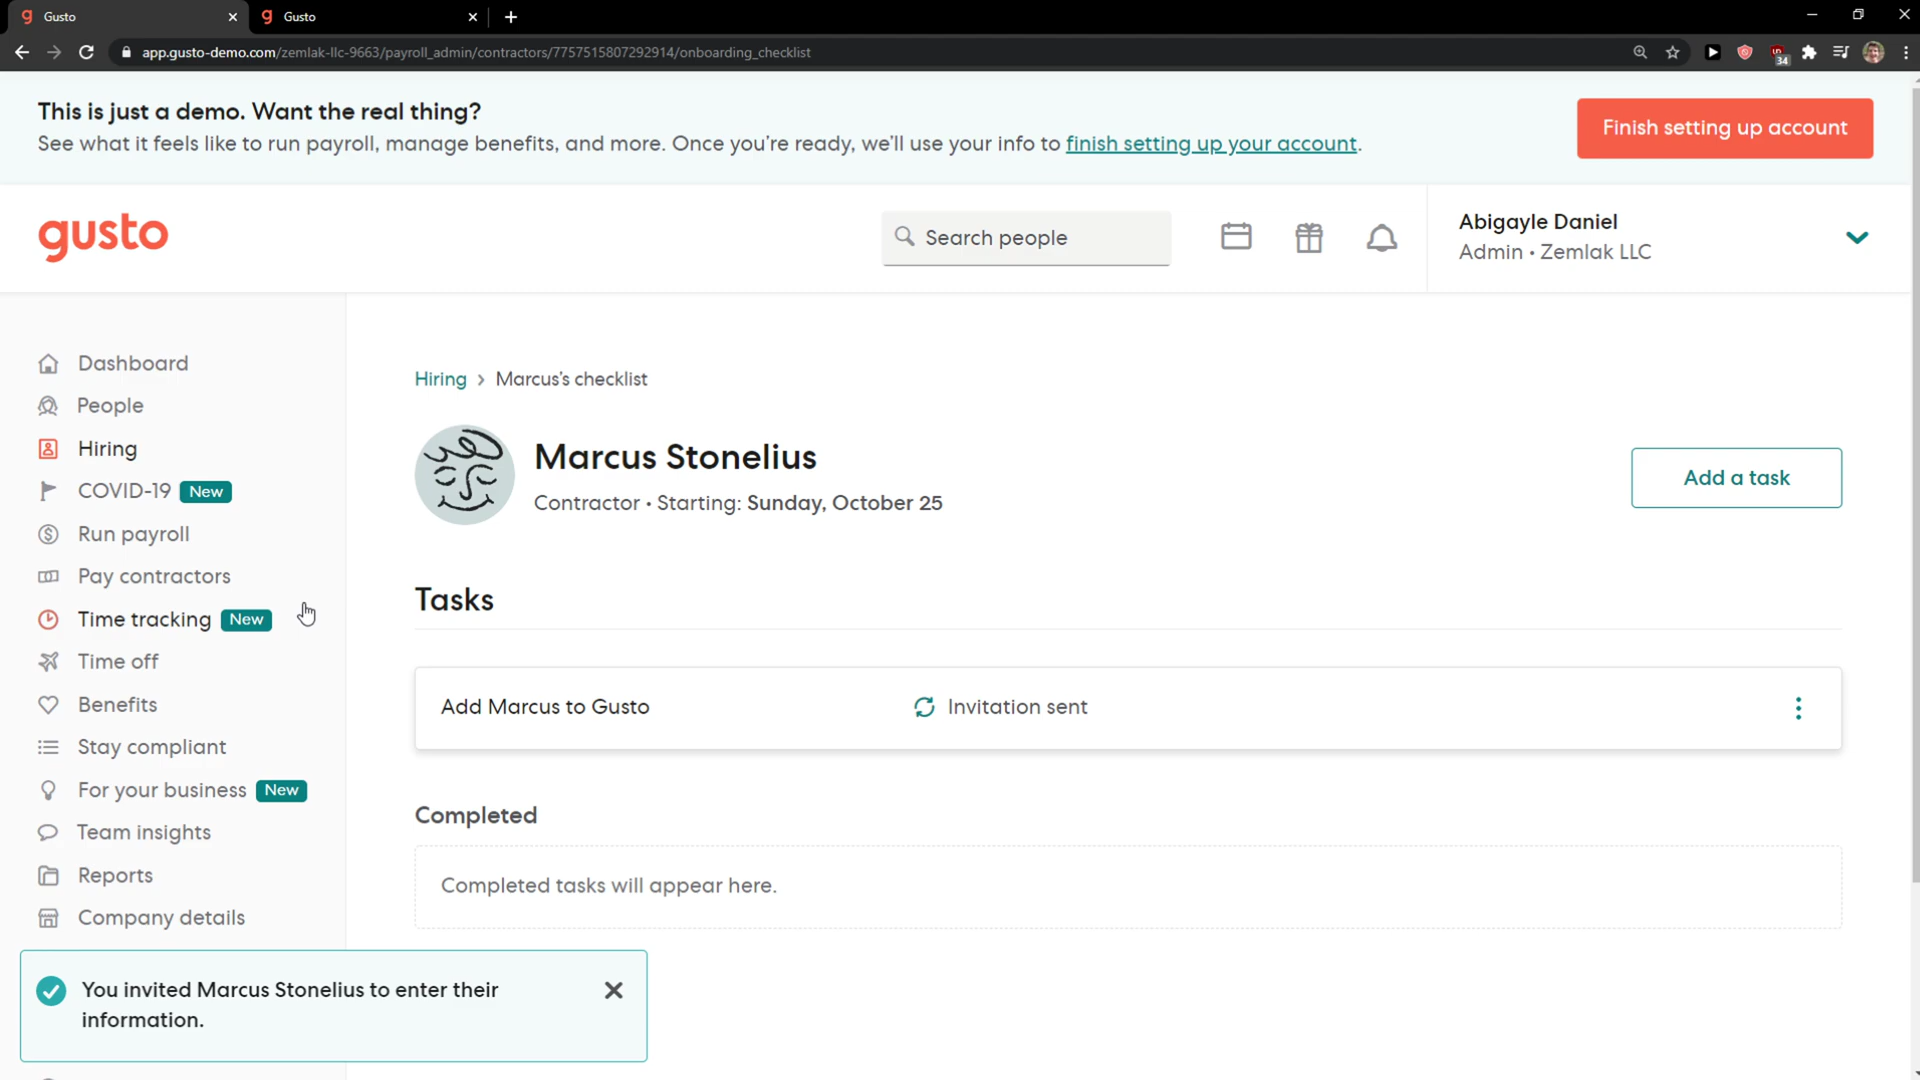 Gusto
Gusto
app.gusto-demo.com/zemlak-llc-9663/payroll_admin/contractors/7757515807292914/onboarding_checklist
34
This is just a demo. Want the real thing?
See what it feels like to run payroll, manage benefits, and more. Once you're ready, we'll use your info to finish setting up your account.
Finish setting up account
gusto
Search people
Abigayle Daniel
Admin • Zemlak LLC
Dashboard
People
Hiring
COVID-19 New
Run payroll
Pay contractors
Time tracking New
Time off
Benefits
Stay compliant
For your business New
Team insights
Reports
Company details
Hiring › Marcus's checklist
Marcus Stonelius
Contractor • Starting: Sunday, October 25
Add a task
Tasks
Add Marcus to Gusto
Invitation sent
Completed
Completed tasks will appear here.
You invited Marcus Stonelius to enter their
information.